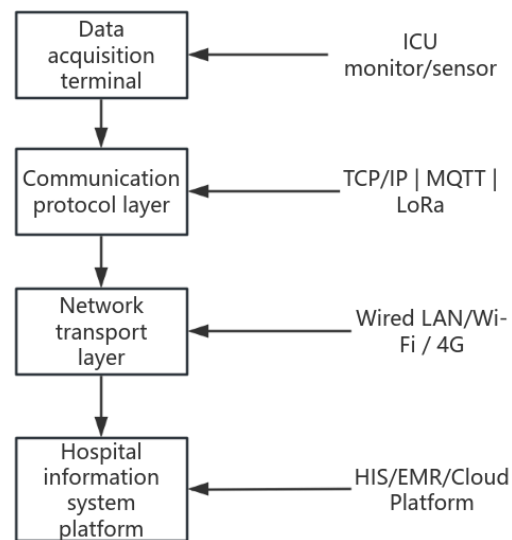 Data
acquisition
terminal
ICU
monitor/sensor
Communication
protocol layer
TCP/IP | MQTT |
LoRa
Network
transport
layer
Wired LAN/Wi-
Fi / 4G
Hospital
information
system
platform
HIS/EMR/Cloud
Platform